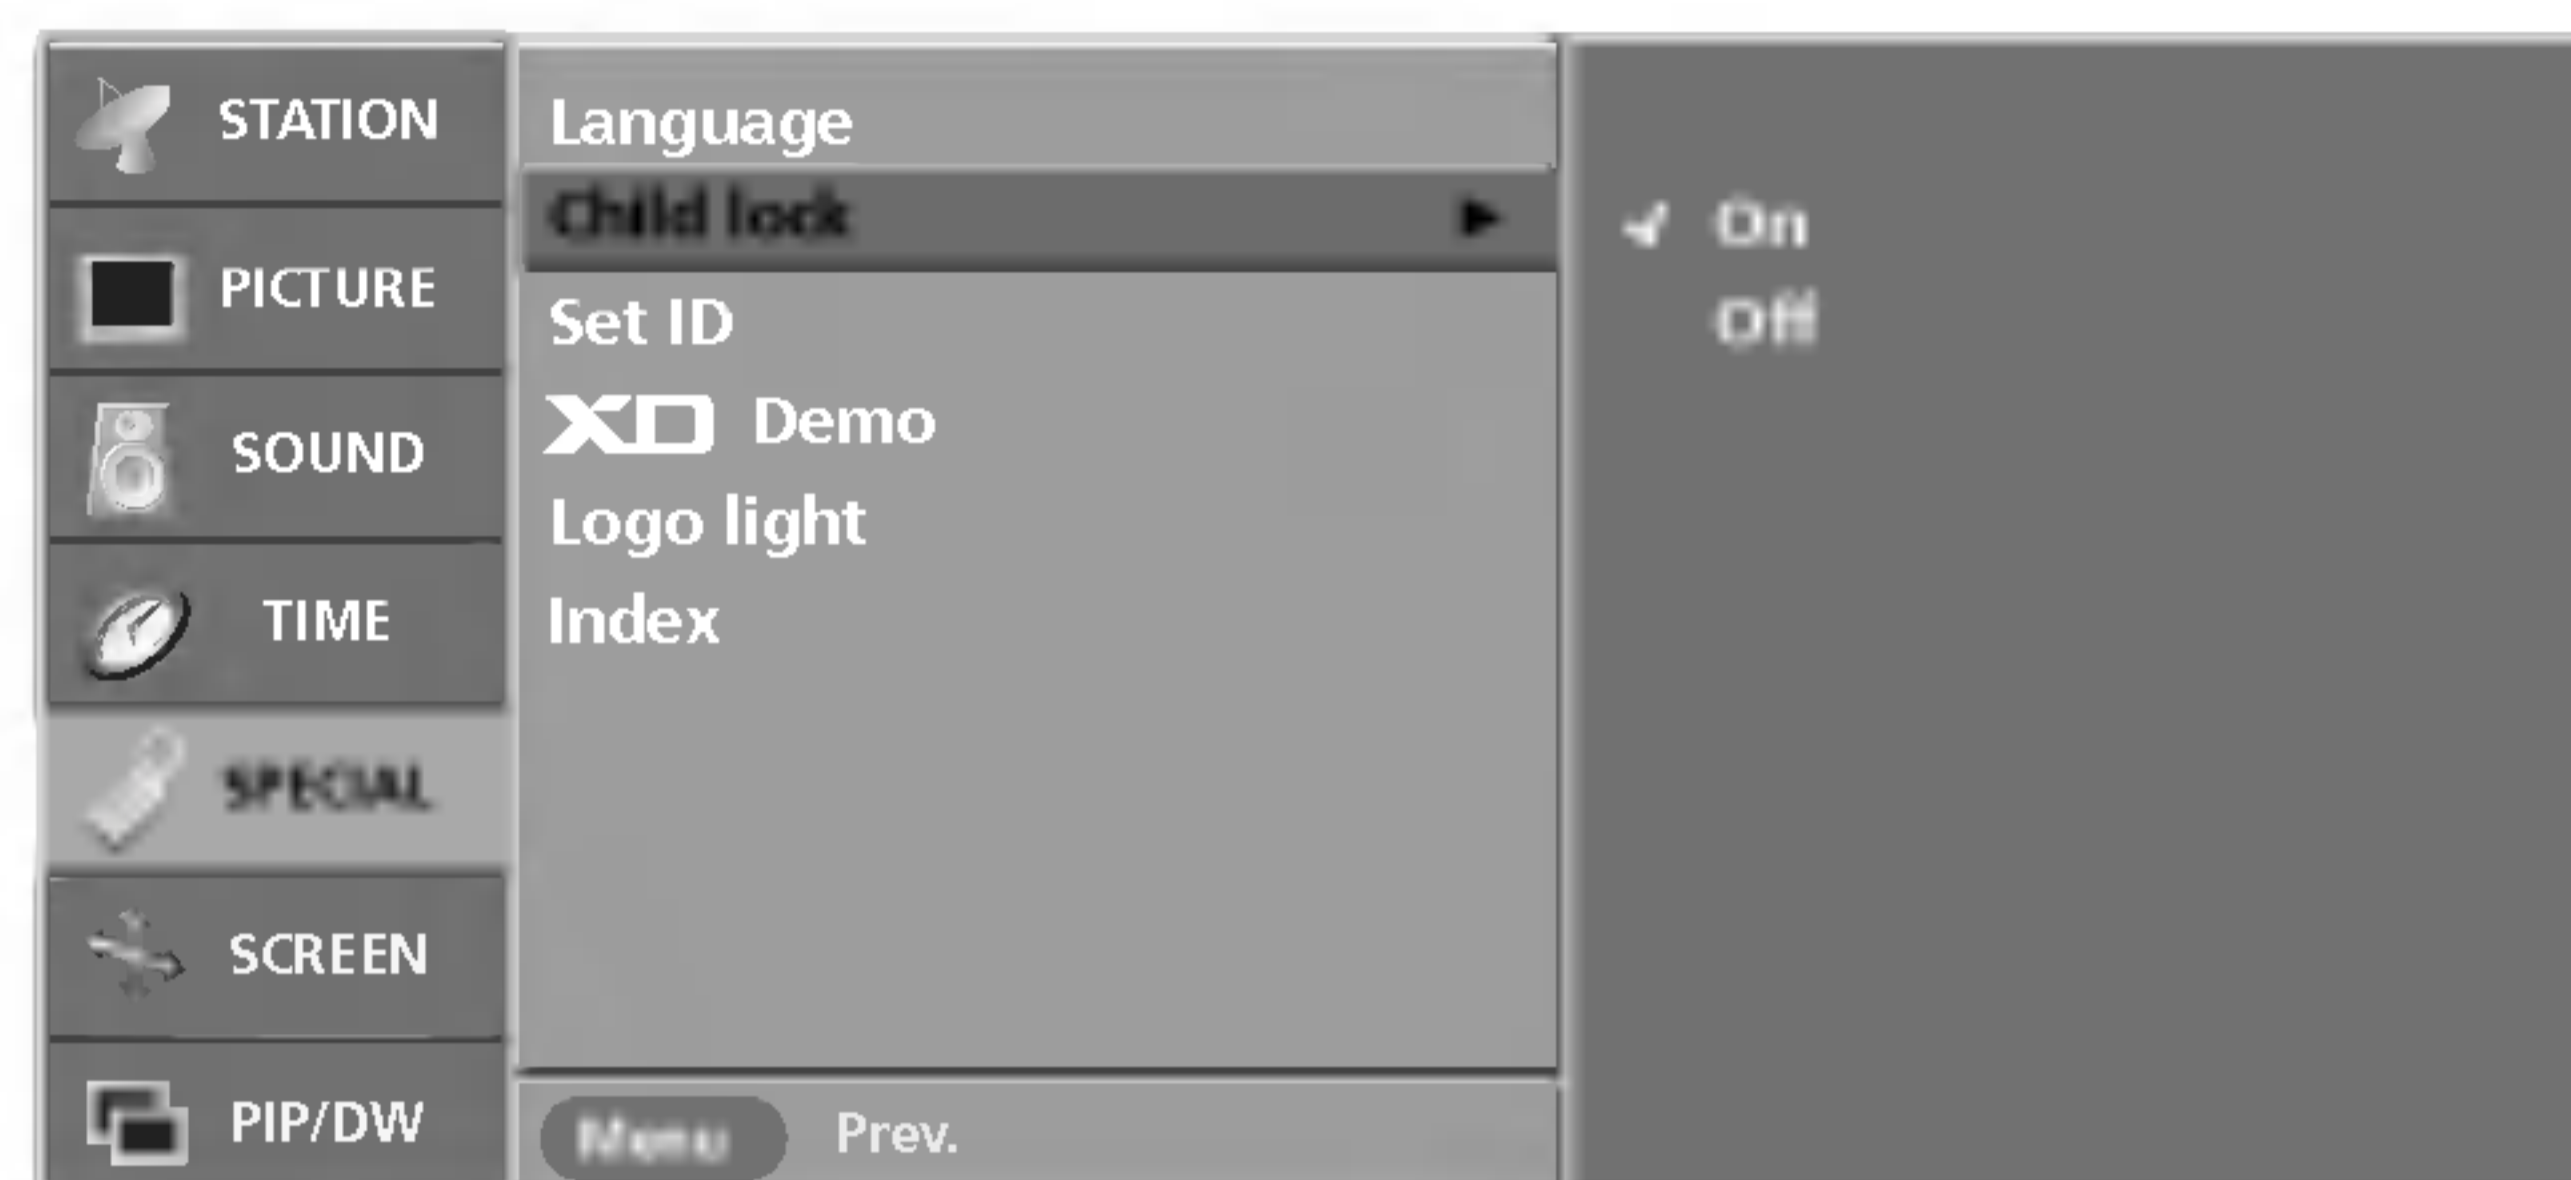 STATION
PICTURE
SOUND
TIME
SPECIAL
SCREEN
PIP/DW
Language
Child lock
Set ID
XD Demo
Logo light
Index
Menu Prev.
On
Off